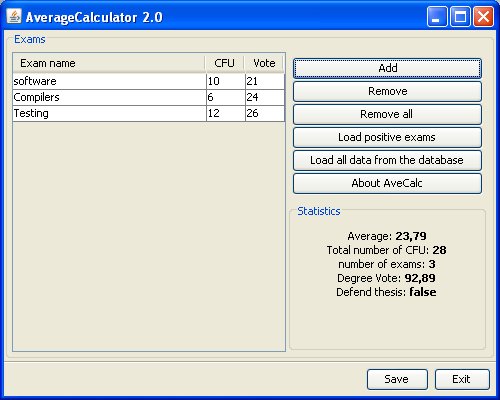 AverageCalculator 2.0
Exams
Exam name CFU Vote
software 10 21
Compilers 6 24
Testing 12 26
Add
Remove
Remove all
Load positive exams
Load all data from the database
About AveCalc
Statistics
Average: 23,79
Total number of CFU: 28
number of exams: 3
Degree Vote: 92,89
Defend thesis: false
Save Exit